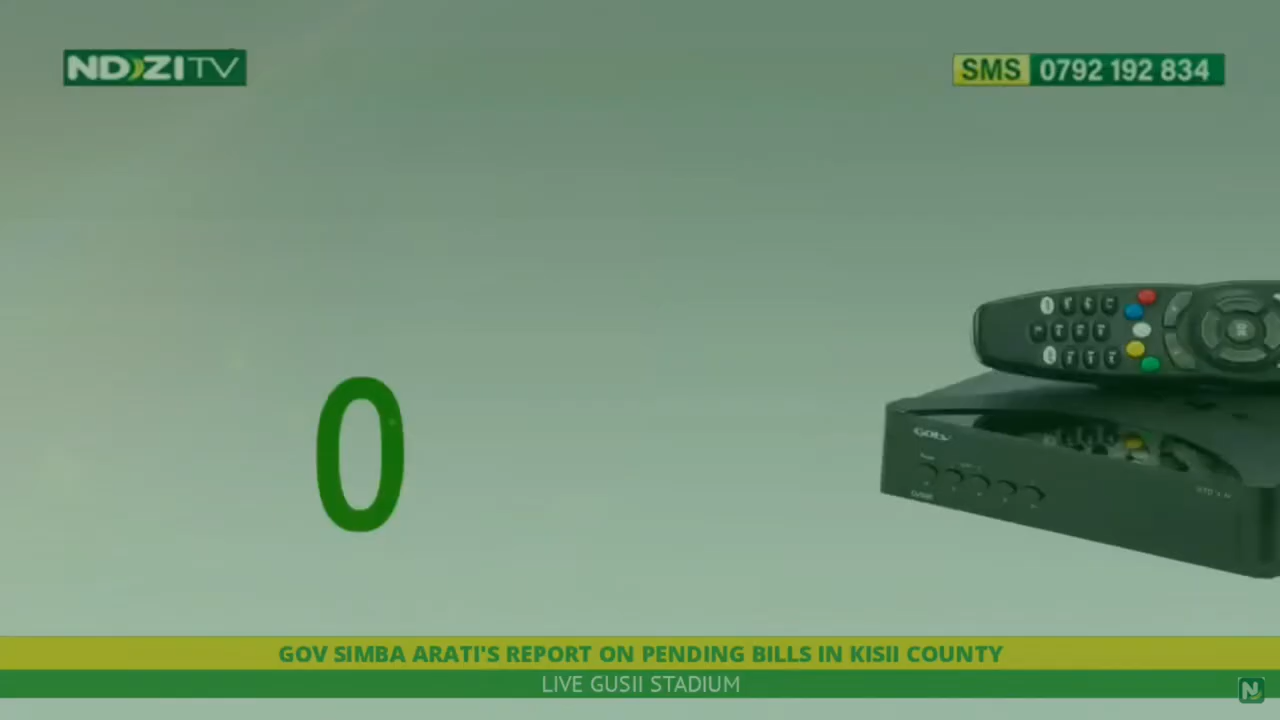 NDIZI TV
SMS 0792 192 834
0
GOtv
GOV SIMBA ARATI'S REPORT ON PENDING BILLS IN KISII COUNTY
LIVE GUSII STADIUM
N